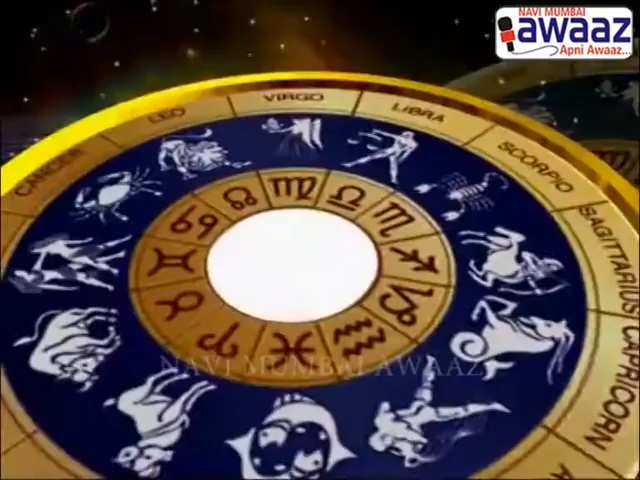 NAVI MUMBAI
awaaz
Apni Awaaz...
CANCER
LEO
VIRGO
LIBRA
SCORPIO
SAGITTARIUS
CAPRICORN
NAVI MUMBAI AWAAZ